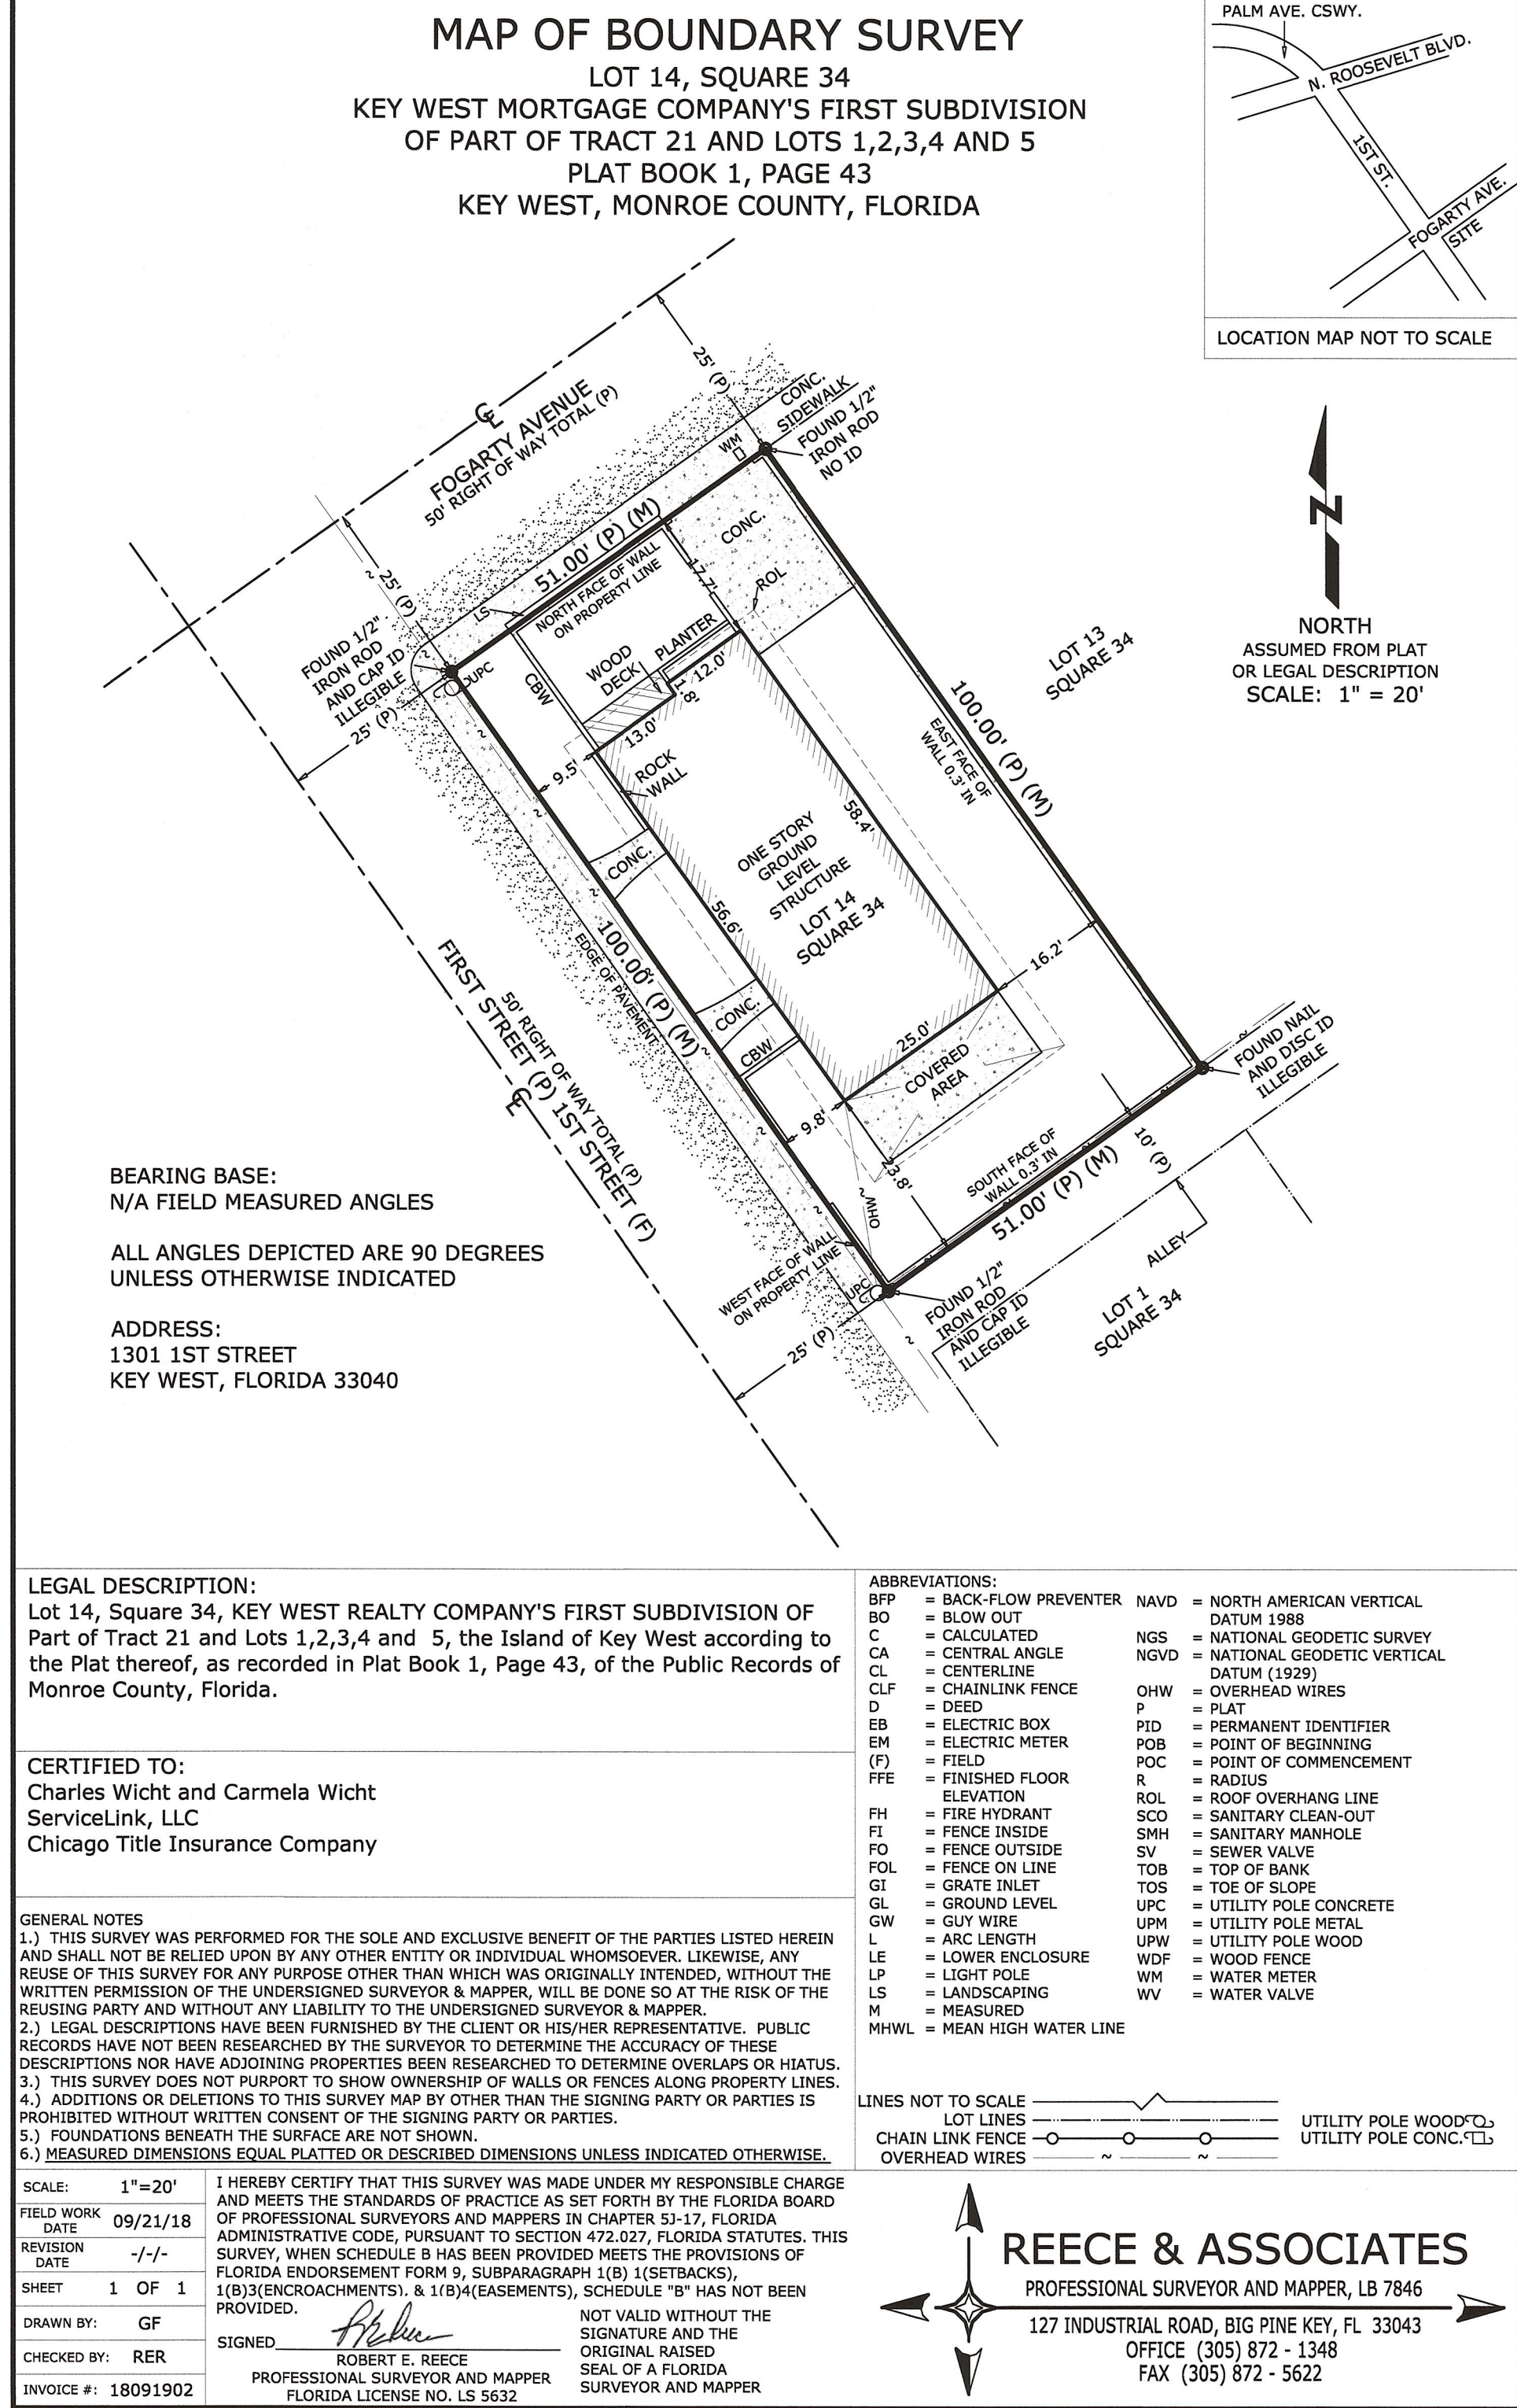 MAP OF BOUNDARY SURVEY
LOT 14, SQUARE 34
KEY WEST MORTGAGE COMPANY'S FIRST SUBDIVISION
OF PART OF TRACT 21 AND LOTS 1,2,3,4 AND 5
PLAT BOOK 1, PAGE 43
KEY WEST, MONROE COUNTY, FLORIDA
PALM AVE. CSWY.
N. ROOSEVELT BLVD.
1ST ST.
FOGARTY AVE.
SITE
LOCATION MAP NOT TO SCALE
N
NORTH
ASSUMED FROM PLAT
OR LEGAL DESCRIPTION
SCALE: 1" = 20'
25' (P)
CONC.
SIDEWALK
FOUND 1/2"
IRON ROD
NO ID
WM
CL
FOGARTY AVENUE
50' RIGHT OF WAY TOTAL (P)
25' (P)
51.00' (P) (M)
NORTH FACE OF WALL
ON PROPERTY LINE
CONC.
17.7'
ROL
LS
FOUND 1/2"
IRON ROD
AND CAP ID
ILLEGIBLE
UPC
25' (P)
CBW
WOOD
DECK
PLANTER
12.0'
1.8'
13.0'
9.5'
ROCK
WALL
LOT 13
SQUARE 34
100.00' (P) (M)
EAST FACE OF
WALL 0.3' IN
58.4'
ONE STORY
GROUND
LEVEL
STRUCTURE
LOT 14
SQUARE 34
CONC.
56.6'
100.00' (P) (M)
EDGE OF PAVEMENT
16.2'
FIRST STREET (P) 1ST STREET (F)
50' RIGHT OF WAY TOTAL (P)
CL
CONC.
CBW
25.0'
COVERED
AREA
9.8'
FOUND NAIL
AND DISC ID
ILLEGIBLE
23.8'
OHW
SOUTH FACE OF
WALL 0.3' IN
51.00' (P) (M)
10' (P)
ALLEY
WEST FACE OF WALL
ON PROPERTY LINE
UPC
25' (P)
FOUND 1/2"
IRON ROD
AND CAP ID
ILLEGIBLE
LOT 1
SQUARE 34
BEARING BASE:
N/A FIELD MEASURED ANGLES
ALL ANGLES DEPICTED ARE 90 DEGREES
UNLESS OTHERWISE INDICATED
ADDRESS:
1301 1ST STREET
KEY WEST, FLORIDA 33040
LEGAL DESCRIPTION:
Lot 14, Square 34, KEY WEST REALTY COMPANY'S FIRST SUBDIVISION OF
Part of Tract 21 and Lots 1,2,3,4 and 5, the Island of Key West according to
the Plat thereof, as recorded in Plat Book 1, Page 43, of the Public Records of
Monroe County, Florida.
CERTIFIED TO:
Charles Wicht and Carmela Wicht
ServiceLink, LLC
Chicago Title Insurance Company
GENERAL NOTES
1.) THIS SURVEY WAS PERFORMED FOR THE SOLE AND EXCLUSIVE BENEFIT OF THE PARTIES LISTED HEREIN
AND SHALL NOT BE RELIED UPON BY ANY OTHER ENTITY OR INDIVIDUAL WHOMSOEVER. LIKEWISE, ANY
REUSE OF THIS SURVEY FOR ANY PURPOSE OTHER THAN WHICH WAS ORIGINALLY INTENDED, WITHOUT THE
WRITTEN PERMISSION OF THE UNDERSIGNED SURVEYOR & MAPPER, WILL BE DONE SO AT THE RISK OF THE
REUSING PARTY AND WITHOUT ANY LIABILITY TO THE UNDERSIGNED SURVEYOR & MAPPER.
2.) LEGAL DESCRIPTIONS HAVE BEEN FURNISHED BY THE CLIENT OR HIS/HER REPRESENTATIVE. PUBLIC
RECORDS HAVE NOT BEEN RESEARCHED BY THE SURVEYOR TO DETERMINE THE ACCURACY OF THESE
DESCRIPTIONS NOR HAVE ADJOINING PROPERTIES BEEN RESEARCHED TO DETERMINE OVERLAPS OR HIATUS.
3.) THIS SURVEY DOES NOT PURPORT TO SHOW OWNERSHIP OF WALLS OR FENCES ALONG PROPERTY LINES.
4.) ADDITIONS OR DELETIONS TO THIS SURVEY MAP BY OTHER THAN THE SIGNING PARTY OR PARTIES IS
PROHIBITED WITHOUT WRITTEN CONSENT OF THE SIGNING PARTY OR PARTIES.
5.) FOUNDATIONS BENEATH THE SURFACE ARE NOT SHOWN.
6.) MEASURED DIMENSIONS EQUAL PLATTED OR DESCRIBED DIMENSIONS UNLESS INDICATED OTHERWISE.
ABBREVIATIONS:
BFP = BACK-FLOW PREVENTER
BO = BLOW OUT
C = CALCULATED
CA = CENTRAL ANGLE
CL = CENTERLINE
CLF = CHAINLINK FENCE
D = DEED
EB = ELECTRIC BOX
EM = ELECTRIC METER
(F) = FIELD
FFE = FINISHED FLOOR
ELEVATION
FH = FIRE HYDRANT
FI = FENCE INSIDE
FO = FENCE OUTSIDE
FOL = FENCE ON LINE
GI = GRATE INLET
GL = GROUND LEVEL
GW = GUY WIRE
L = ARC LENGTH
LE = LOWER ENCLOSURE
LP = LIGHT POLE
LS = LANDSCAPING
M = MEASURED
MHWL = MEAN HIGH WATER LINE
NAVD = NORTH AMERICAN VERTICAL
DATUM 1988
NGS = NATIONAL GEODETIC SURVEY
NGVD = NATIONAL GEODETIC VERTICAL
DATUM (1929)
OHW = OVERHEAD WIRES
P = PLAT
PID = PERMANENT IDENTIFIER
POB = POINT OF BEGINNING
POC = POINT OF COMMENCEMENT
R = RADIUS
ROL = ROOF OVERHANG LINE
SCO = SANITARY CLEAN-OUT
SMH = SANITARY MANHOLE
SV = SEWER VALVE
TOB = TOP OF BANK
TOS = TOE OF SLOPE
UPC = UTILITY POLE CONCRETE
UPM = UTILITY POLE METAL
UPW = UTILITY POLE WOOD
WDF = WOOD FENCE
WM = WATER METER
WV = WATER VALVE
LINES NOT TO SCALE
LOT LINES
CHAIN LINK FENCE
OVERHEAD WIRES
UTILITY POLE WOOD
UTILITY POLE CONC.
SCALE: 1"=20'
FIELD WORK DATE 09/21/18
REVISION DATE -/-/-
SHEET 1 OF 1
DRAWN BY: GF
CHECKED BY: RER
INVOICE #: 18091902
I HEREBY CERTIFY THAT THIS SURVEY WAS MADE UNDER MY RESPONSIBLE CHARGE
AND MEETS THE STANDARDS OF PRACTICE AS SET FORTH BY THE FLORIDA BOARD
OF PROFESSIONAL SURVEYORS AND MAPPERS IN CHAPTER 5J-17, FLORIDA
ADMINISTRATIVE CODE, PURSUANT TO SECTION 472.027, FLORIDA STATUTES. THIS
SURVEY, WHEN SCHEDULE B HAS BEEN PROVIDED MEETS THE PROVISIONS OF
FLORIDA ENDORSEMENT FORM 9, SUBPARAGRAPH 1(B) 1(SETBACKS),
1(B)3(ENCROACHMENTS), & 1(B)4(EASEMENTS), SCHEDULE "B" HAS NOT BEEN
PROVIDED.
SIGNED
ROBERT E. REECE
PROFESSIONAL SURVEYOR AND MAPPER
FLORIDA LICENSE NO. LS 5632
NOT VALID WITHOUT THE
SIGNATURE AND THE
ORIGINAL RAISED
SEAL OF A FLORIDA
SURVEYOR AND MAPPER
REECE & ASSOCIATES
PROFESSIONAL SURVEYOR AND MAPPER, LB 7846
127 INDUSTRIAL ROAD, BIG PINE KEY, FL 33043
OFFICE (305) 872 - 1348
FAX (305) 872 - 5622